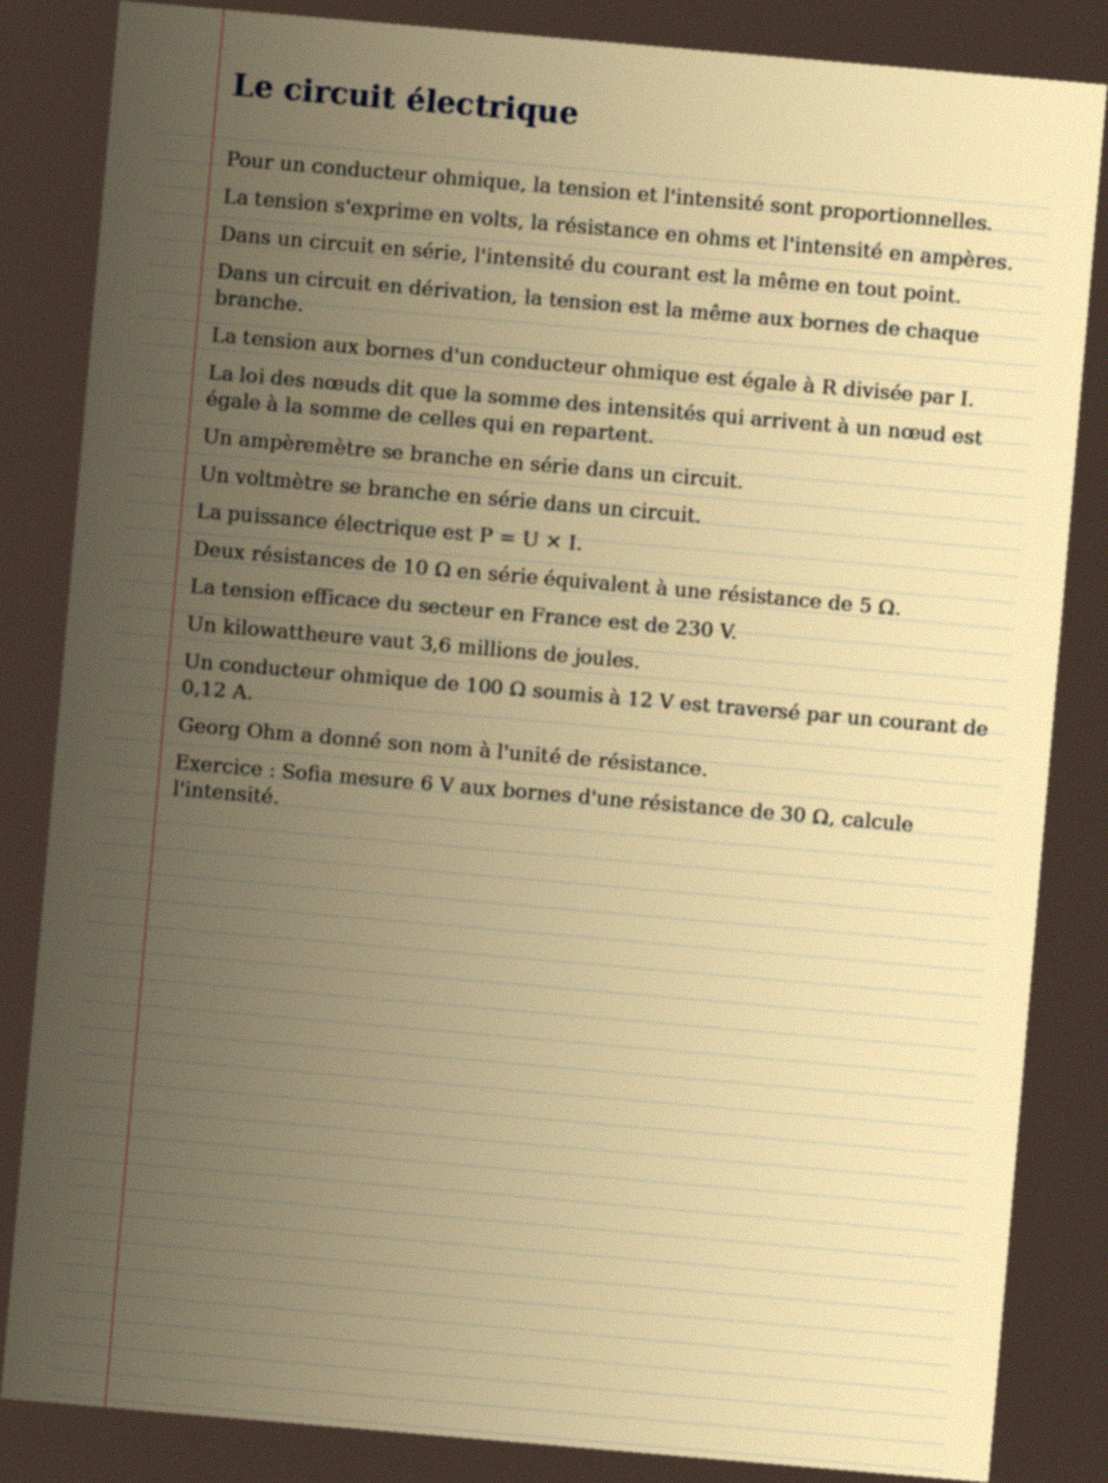 Le circuit électrique
Pour un conducteur ohmique, la tension et l'intensité sont proportionnelles.
La tension s'exprime en volts, la résistance en ohms et l'intensité en ampères.
Dans un circuit en série, l'intensité du courant est la même en tout point.
Dans un circuit en dérivation, la tension est la même aux bornes de chaque
branche.
La tension aux bornes d'un conducteur ohmique est égale à R divisée par I.
La loi des nœuds dit que la somme des intensités qui arrivent à un nœud est
égale à la somme de celles qui en repartent.
Un ampèremètre se branche en série dans un circuit.
Un voltmètre se branche en série dans un circuit.
La puissance électrique est P = U × I.
Deux résistances de 10 Ω en série équivalent à une résistance de 5 Ω.
La tension efficace du secteur en France est de 230 V.
Un kilowattheure vaut 3,6 millions de joules.
Un conducteur ohmique de 100 Ω soumis à 12 V est traversé par un courant de
0,12 A.
Georg Ohm a donné son nom à l'unité de résistance.
Exercice : Sofia mesure 6 V aux bornes d'une résistance de 30 Ω, calcule
l'intensité.